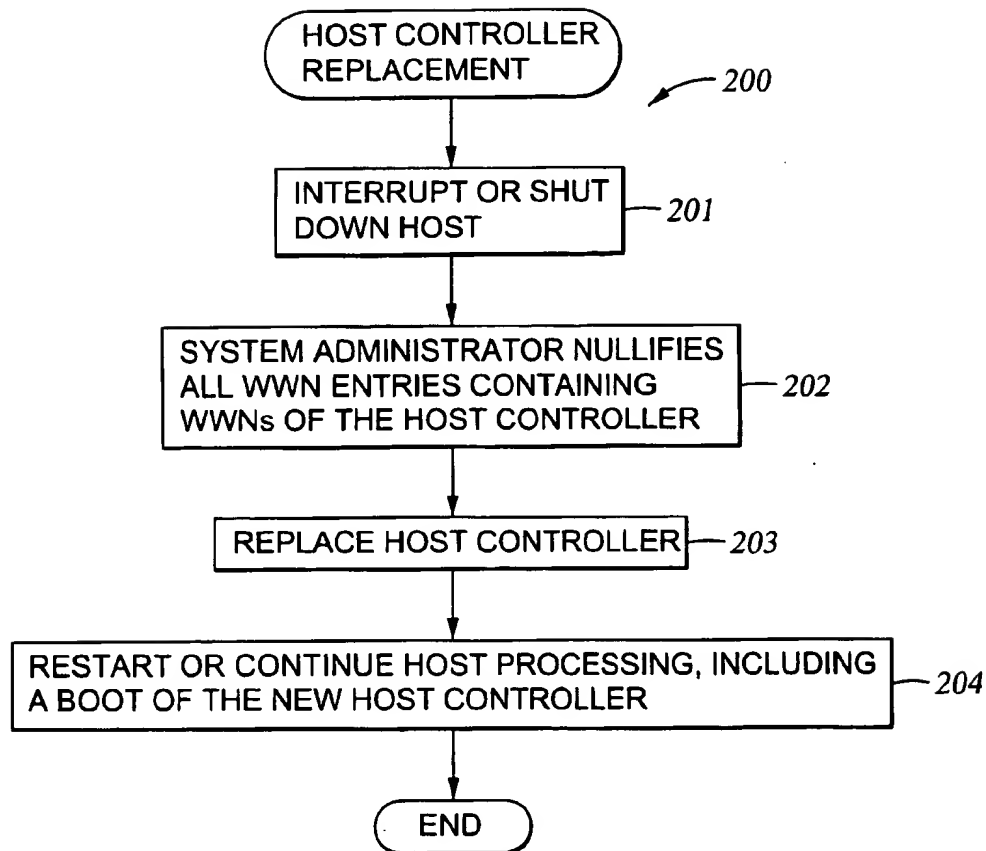 HOST CONTROLLER
REPLACEMENT
200
INTERRUPT OR SHUT
DOWN HOST
201
SYSTEM ADMINISTRATOR NULLIFIES
ALL WWN ENTRIES CONTAINING
WWNs OF THE HOST CONTROLLER
202
REPLACE HOST CONTROLLER
203
RESTART OR CONTINUE HOST PROCESSING, INCLUDING
A BOOT OF THE NEW HOST CONTROLLER
204
END